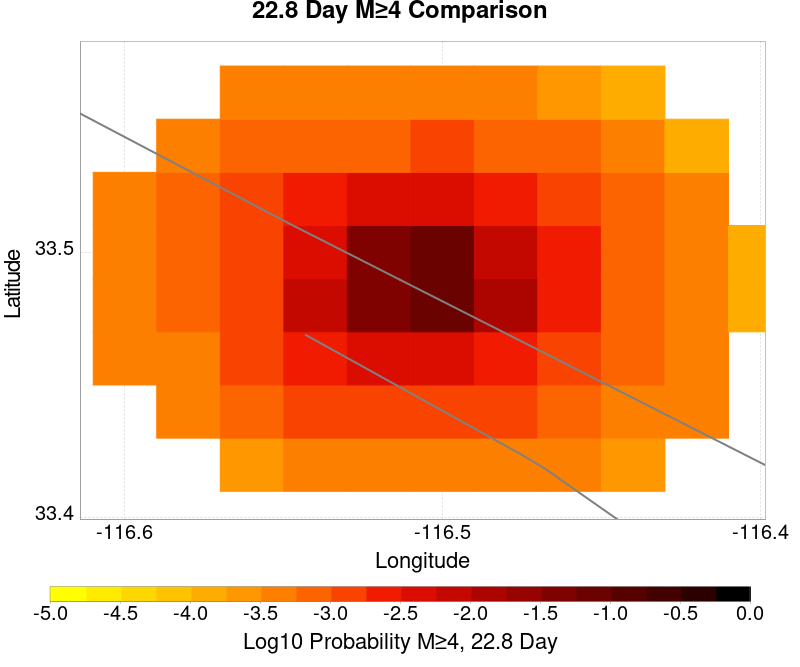 22.8 Day M≥4 Comparison
Latitude
33.5
33.4
-116.6 -116.5 -116.4
Longitude
-5.0 -4.5 -4.0 -3.5 -3.0 -2.5 -2.0 -1.5 -1.0 -0.5 0.0
Log10 Probability M≥4, 22.8 Day